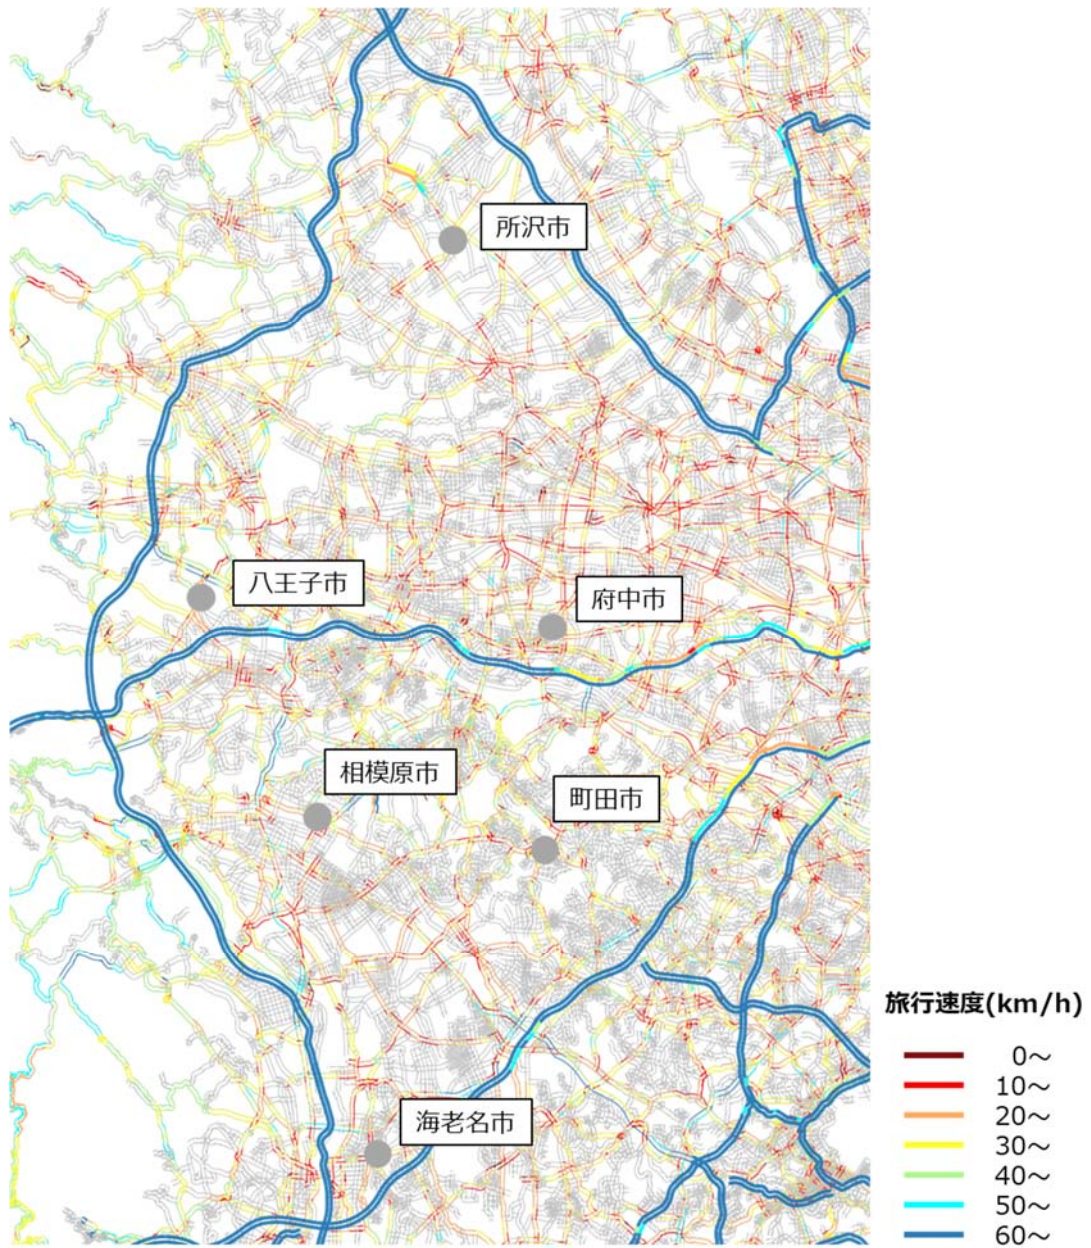 所沢市
八王子市
府中市
相模原市
町田市
海老名市
旅行速度(km/h)
0～
10～
20～
30～
40～
50～
60～